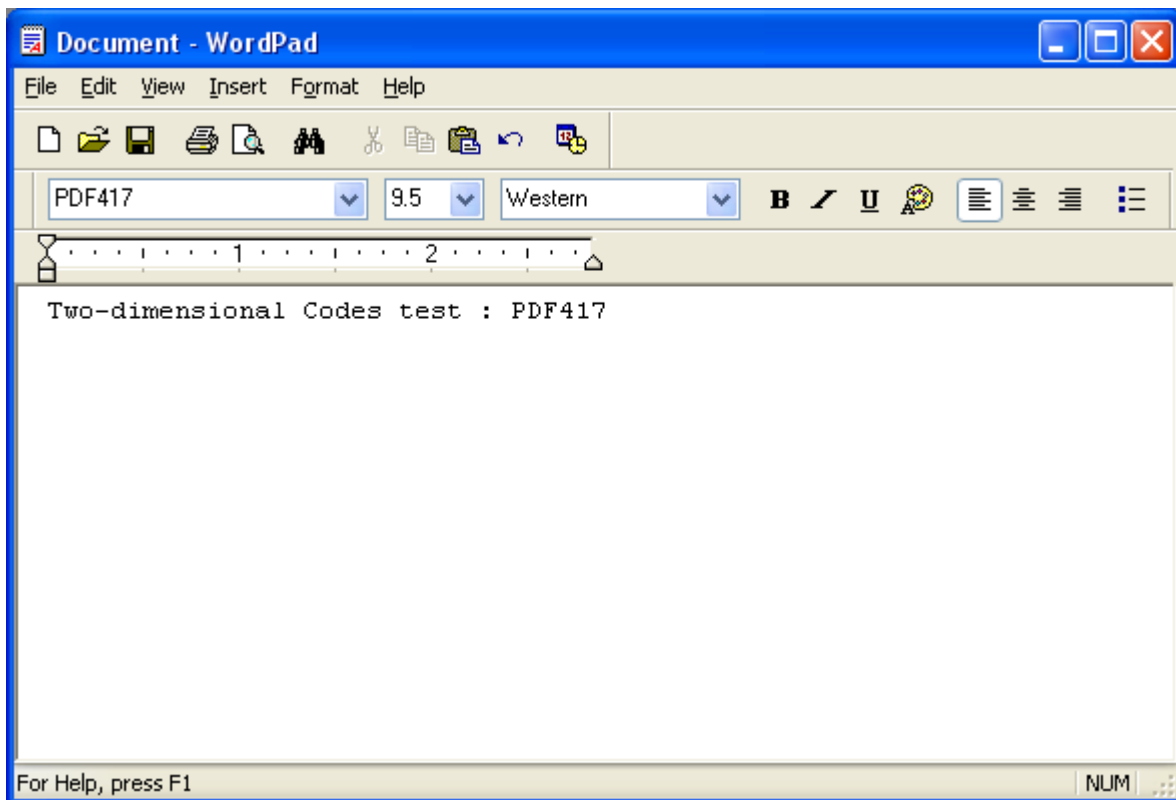 Document - WordPad
File Edit View Insert Format Help
PDF417 9.5 Western B / U
1 2
Two-dimensional Codes test : PDF417
For Help, press F1 NUM